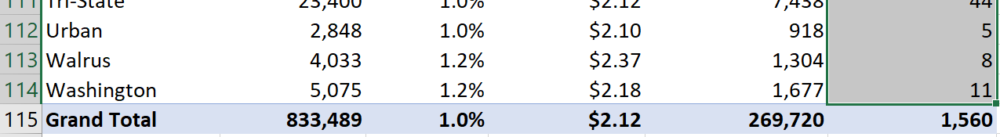 111 Tri-State 23,400 1.0% $2.12 7,438 44
112 Urban 2,848 1.0% $2.10 918 5
113 Walrus 4,033 1.2% $2.37 1,304 8
114 Washington 5,075 1.2% $2.18 1,677 11
115 Grand Total 833,489 1.0% $2.12 269,720 1,560